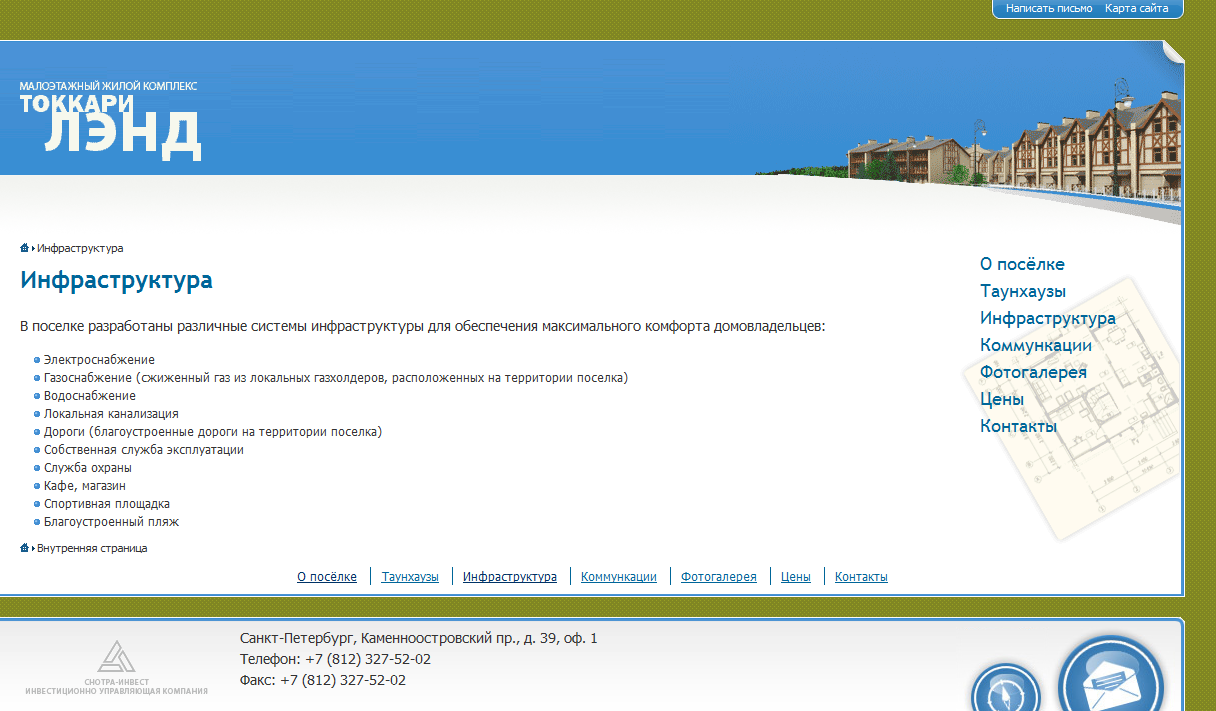 Написать письмо Карта сайта
МАЛОЭТАЖНЫЙ ЖИЛОЙ КОМПЛЕКС
ТОККАРИ
ЛЭНД
Инфраструктура
Инфраструктура
В поселке разработаны различные системы инфраструктуры для обеспечения максимального комфорта домовладельцев:
Электроснабжение
Газоснабжение (сжиженный газ из локальных газхолдеров, расположенных на территории поселка)
Водоснабжение
Локальная канализация
Дороги (благоустроенные дороги на территории поселка)
Собственная служба эксплуатации
Служба охраны
Кафе, магазин
Спортивная площадка
Благоустроенный пляж
Внутренняя страница
О посёлке
Таунхаузы
Инфраструктура
Коммункации
Фотогалерея
Цены
Контакты
О посёлке Таунхаузы Инфраструктура Коммункации Фотогалерея Цены Контакты
СНОТРА-ИНВЕСТ
ИНВЕСТИЦИОННО УПРАВЛЯЮЩАЯ КОМПАНИЯ
Санкт-Петербург, Каменноостровский пр., д. 39, оф. 1
Телефон: +7 (812) 327-52-02
Факс: +7 (812) 327-52-02